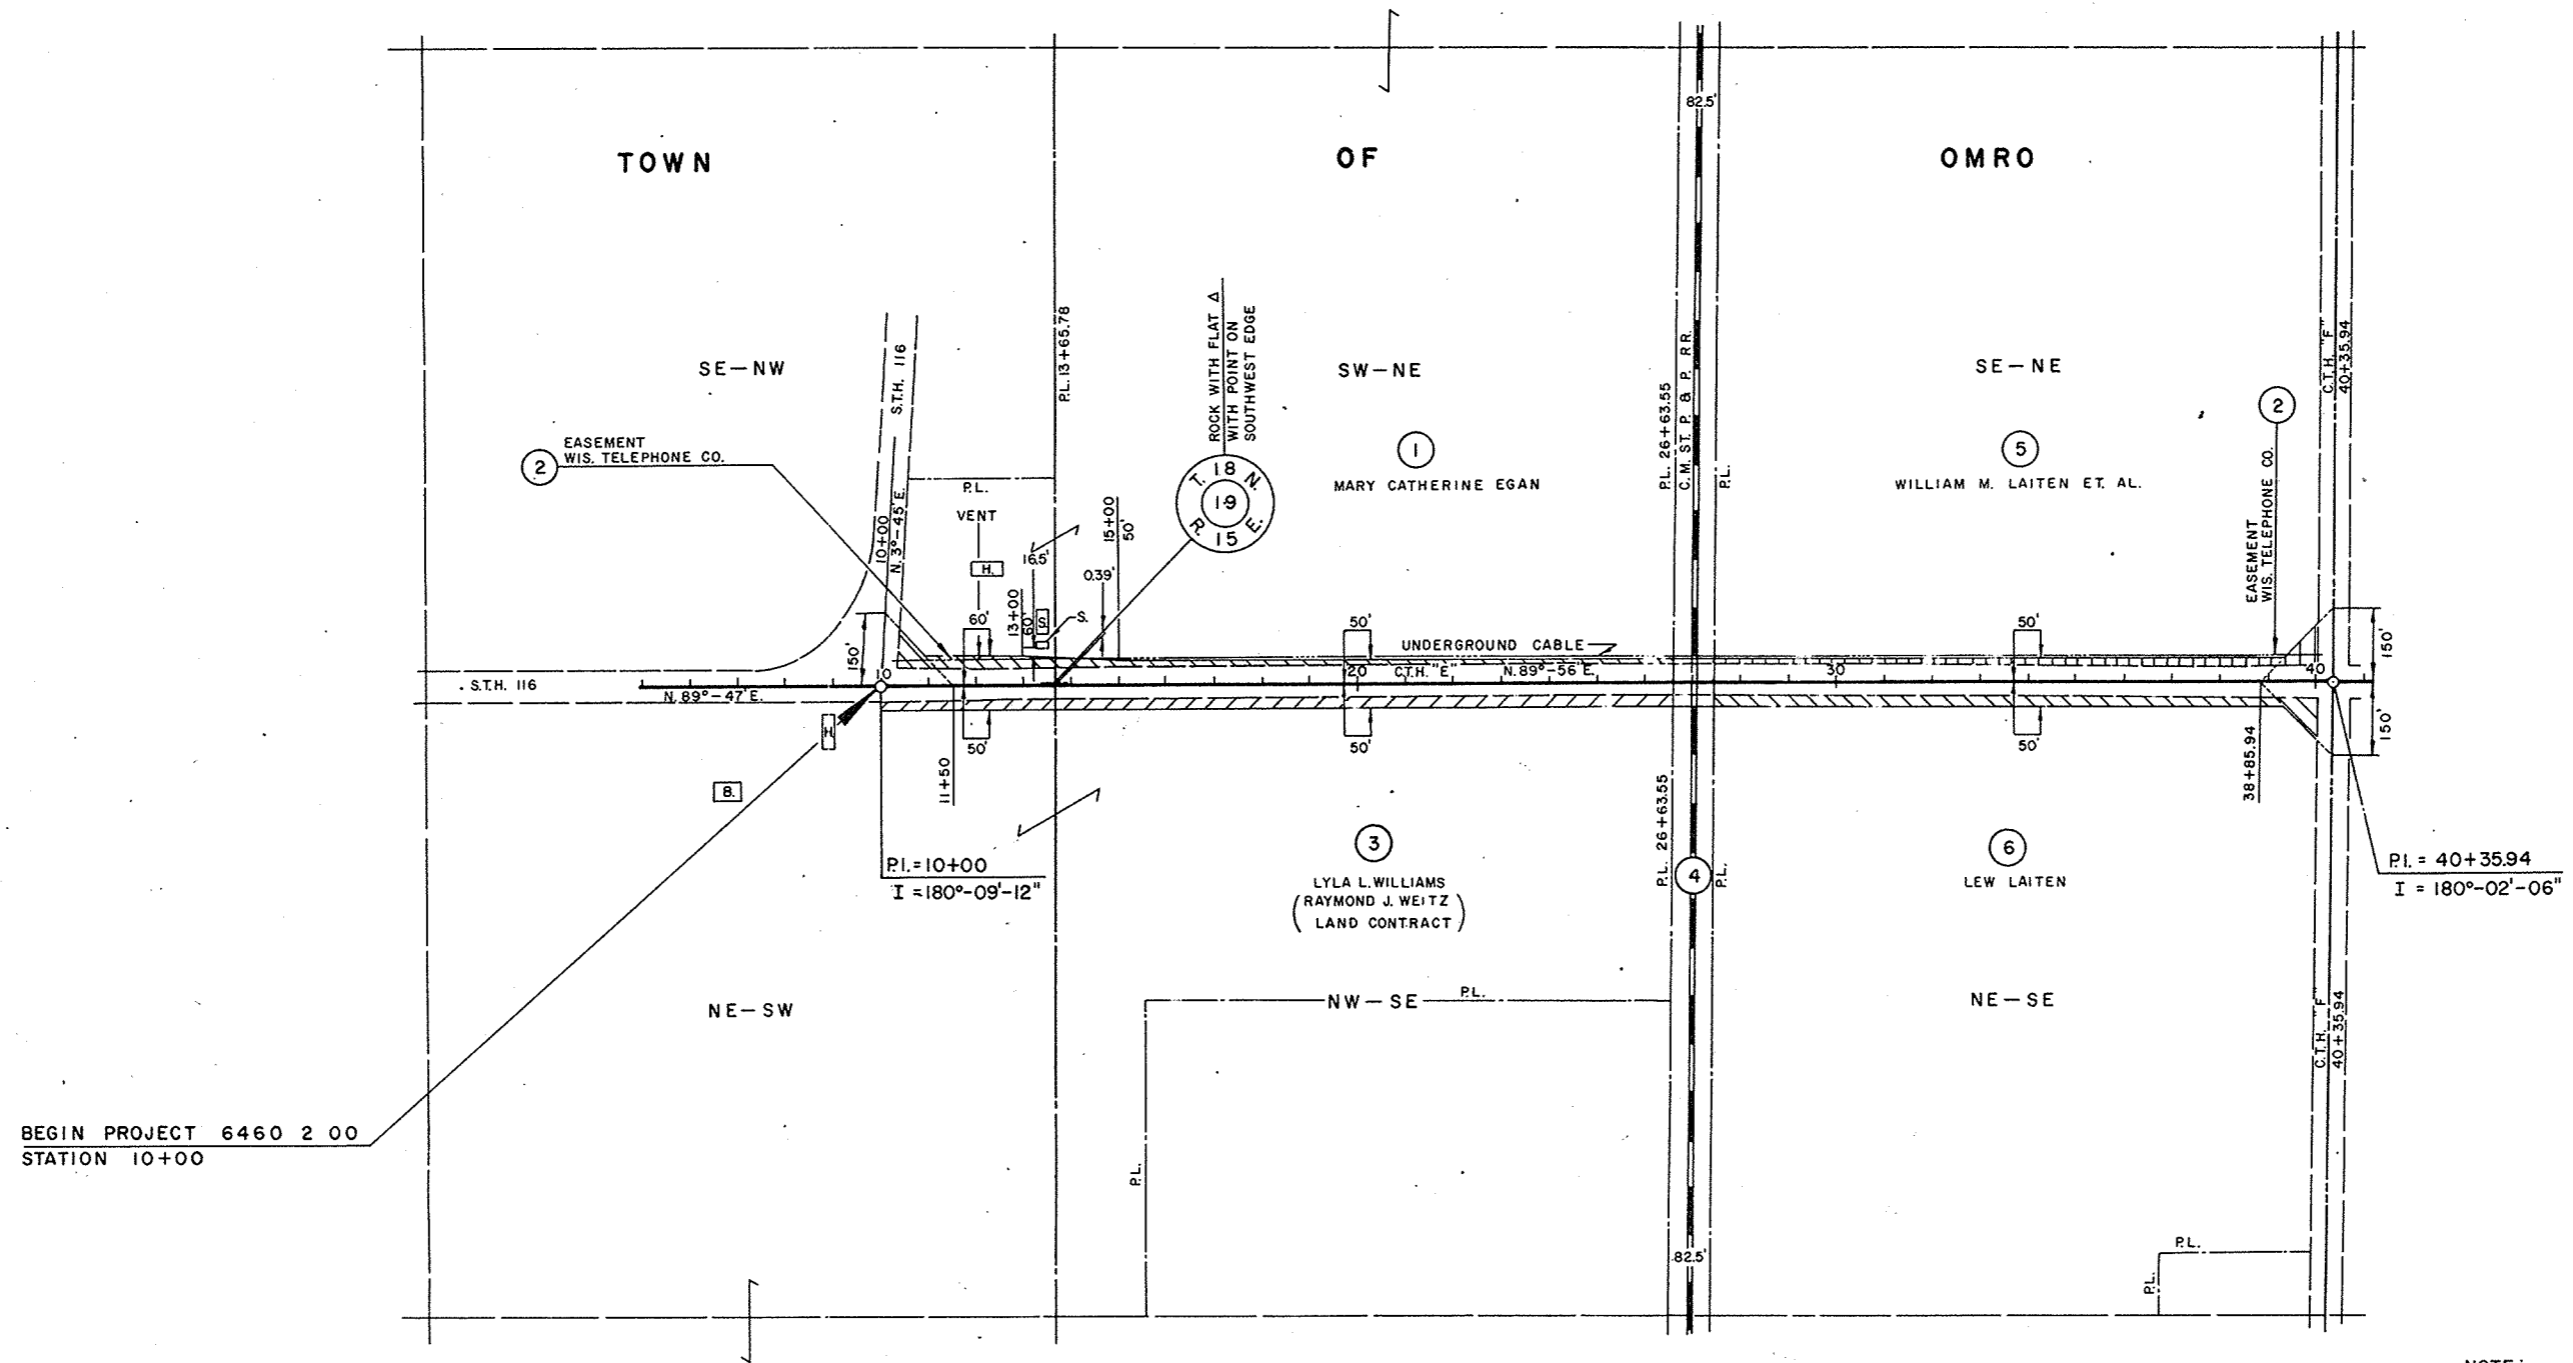 TOWN OF OMRO
82.5'
SE—NW
SW—NE
SE—NE
S.T.H. 116
N. 3°-45' E.
10+00
P.L. 13+65.78
ROCK WITH FLAT Δ
WITH POINT ON
SOUTHWEST EDGE
T. 18 N.
19
R. 15 E.
P.L. 26+63.55
C.M. ST. P. & P. RR.
P.L.
C.T.H. "F"
40+35.94
2
EASEMENT
WIS. TELEPHONE CO.
1
MARY CATHERINE EGAN
5
WILLIAM M. LAITEN ET. AL.
2
EASEMENT
WIS. TELEPHONE CO.
P.L.
VENT
H.
16.5'
13+00
60'
S.
S.
0.39'
15+00
50'
60'
150'
50'
UNDERGROUND CABLE
50'
150'
S.T.H. 116
N. 89°-47' E.
10
20
C.T.H. "E"
N. 89°-56' E.
30
40
H.
50'
50'
50'
150'
B.
11+50
38+85.94
P.I.=10+00
I =180°-09'-12"
3
LYLA L. WILLIAMS
(RAYMOND J. WEITZ
LAND CONTRACT)
P.L. 26+63.55
4
P.L.
6
LEW LAITEN
P.I. = 40+35.94
I = 180°-02'-06"
NE—SW
NW—SE
P.L.
NE—SE
C.T.H. "F"
40+35.94
BEGIN PROJECT 6460 2 00
STATION 10+00
P.L.
82.5'
P.L.
P.L.
NOTE: